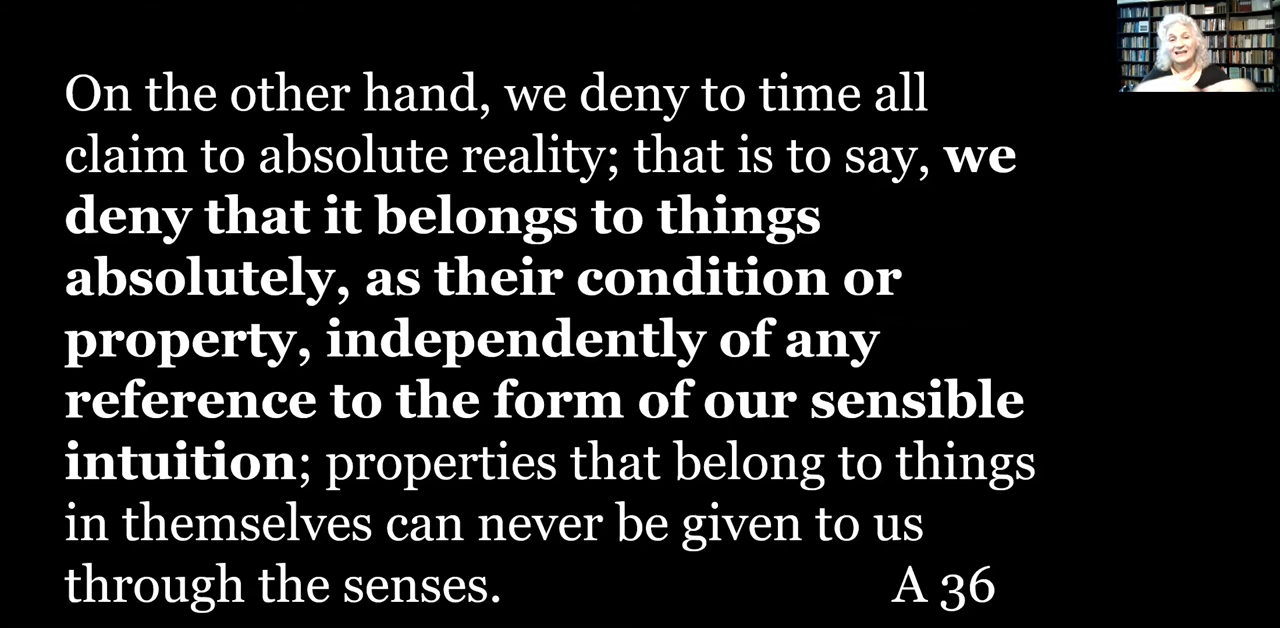 On the other hand, we deny to time all
claim to absolute reality; that is to say, we
deny that it belongs to things
absolutely, as their condition or
property, independently of any
reference to the form of our sensible
intuition; properties that belong to things
in themselves can never be given to us
through the senses. A 36